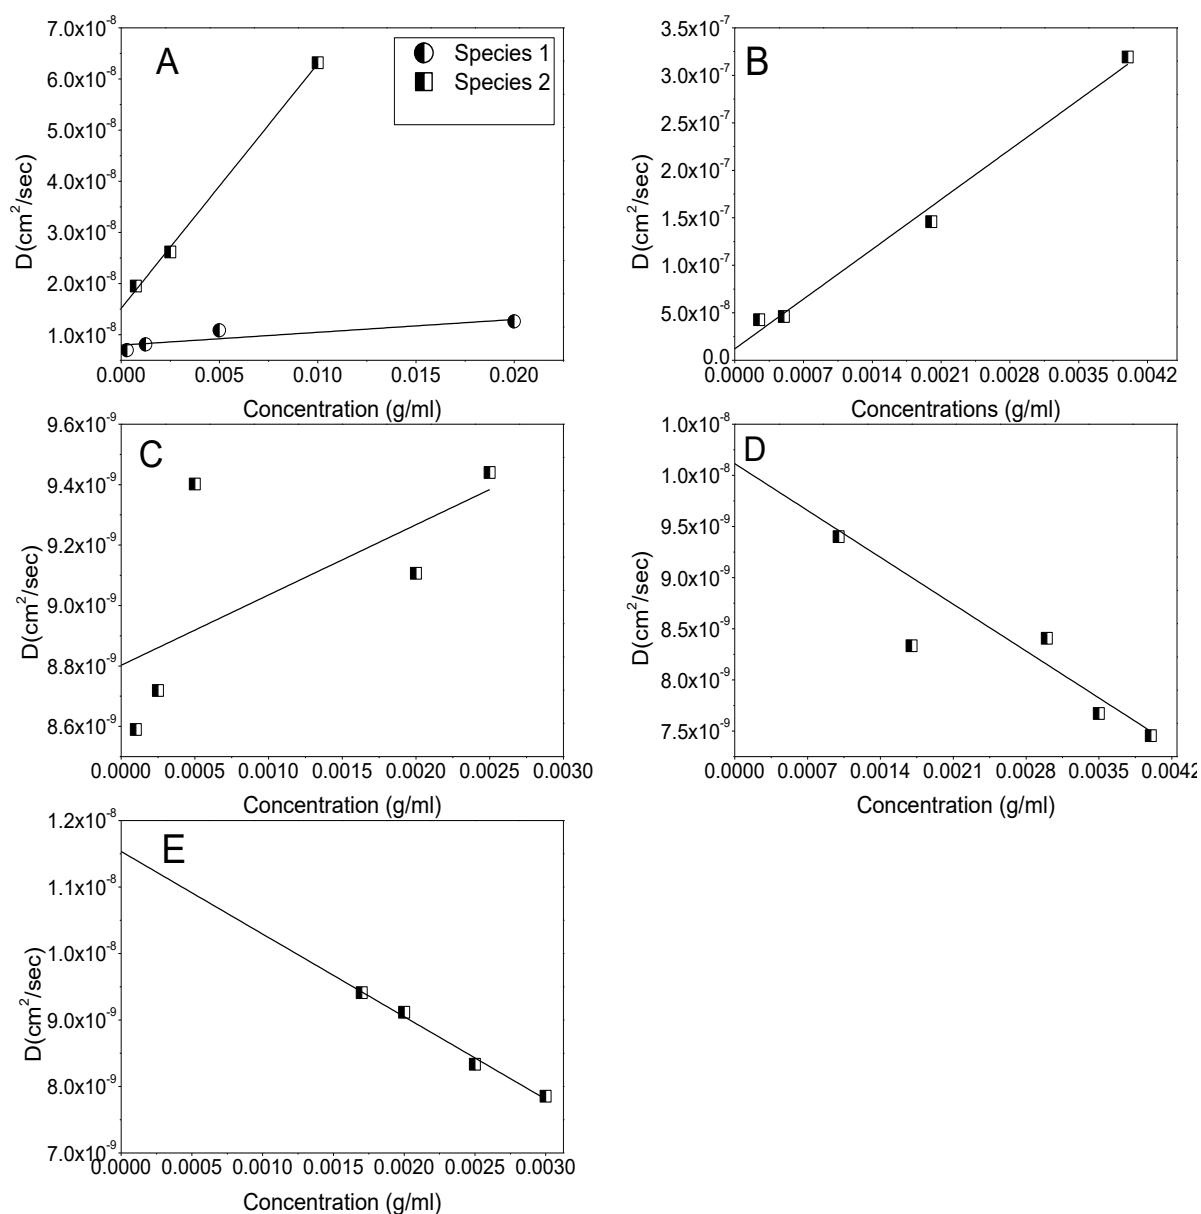 A
Species 1
Species 2
7.0x10⁻⁸
6.0x10⁻⁸
5.0x10⁻⁸
4.0x10⁻⁸
3.0x10⁻⁸
2.0x10⁻⁸
1.0x10⁻⁸
D(cm²/sec)
0.000 0.005 0.010 0.015 0.020
Concentration (g/ml)
B
3.5x10⁻⁷
3.0x10⁻⁷
2.5x10⁻⁷
2.0x10⁻⁷
1.5x10⁻⁷
1.0x10⁻⁷
5.0x10⁻⁸
0.0
D(cm²/sec)
0.0000 0.0007 0.0014 0.0021 0.0028 0.0035 0.0042
Concentrations (g/ml)
C
9.6x10⁻⁹
9.4x10⁻⁹
9.2x10⁻⁹
9.0x10⁻⁹
8.8x10⁻⁹
8.6x10⁻⁹
D(cm²/sec)
0.0000 0.0005 0.0010 0.0015 0.0020 0.0025 0.0030
Concentration (g/ml)
D
1.0x10⁻⁸
1.0x10⁻⁸
9.5x10⁻⁹
9.0x10⁻⁹
8.5x10⁻⁹
8.0x10⁻⁹
7.5x10⁻⁹
D(cm²/sec)
0.0000 0.0007 0.0014 0.0021 0.0028 0.0035 0.0042
Concentration (g/ml)
E
1.2x10⁻⁸
1.1x10⁻⁸
1.0x10⁻⁸
9.0x10⁻⁹
8.0x10⁻⁹
7.0x10⁻⁹
D(cm²/sec)
0.0000 0.0005 0.0010 0.0015 0.0020 0.0025 0.0030
Concentration (g/ml)